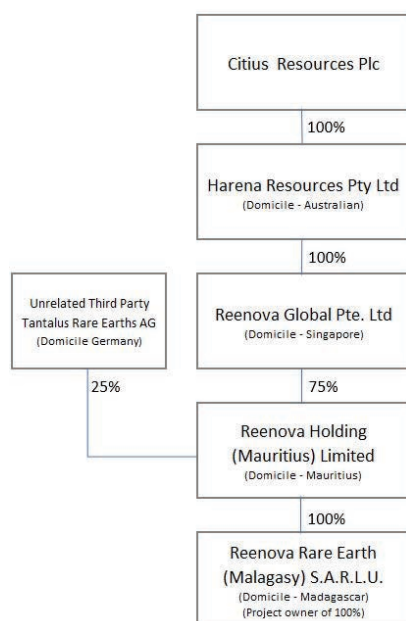 Citius Resources Plc
100%
Harena Resources Pty Ltd
(Domicile - Australian)
100%
Unrelated Third Party
Tantalus Rare Earths AG
(Domicile Germany)
Reenova Global Pte. Ltd
(Domicile - Singapore)
25%
75%
Reenova Holding
(Mauritius) Limited
(Domicile - Mauritius)
100%
Reenova Rare Earth
(Malagasy) S.A.R.L.U.
(Domicile - Madagascar)
(Project owner of 100%)